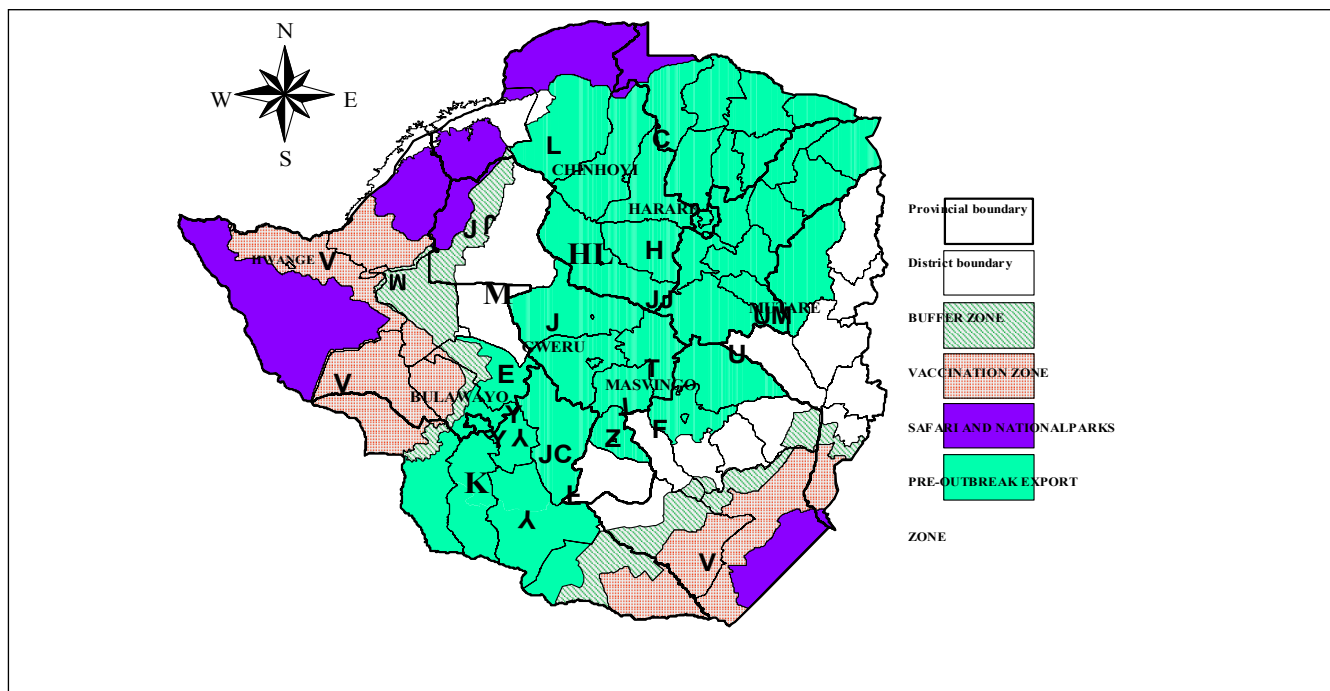 N
W E
S
L
C
CHINHOYI
HARARE
J
H
HL
HWANGE
V
M
M
J
MUTARE
UM
J
GWERU
U
E
T
V
BULAWAYO
MASVINGO
Y
Y
F
Z
JC
K
V
Provincial boundary
District boundary
BUFFER ZONE
VACCINATION ZONE
SAFARI AND NATIONALPARKS
PRE-OUTBREAK EXPORT
ZONE